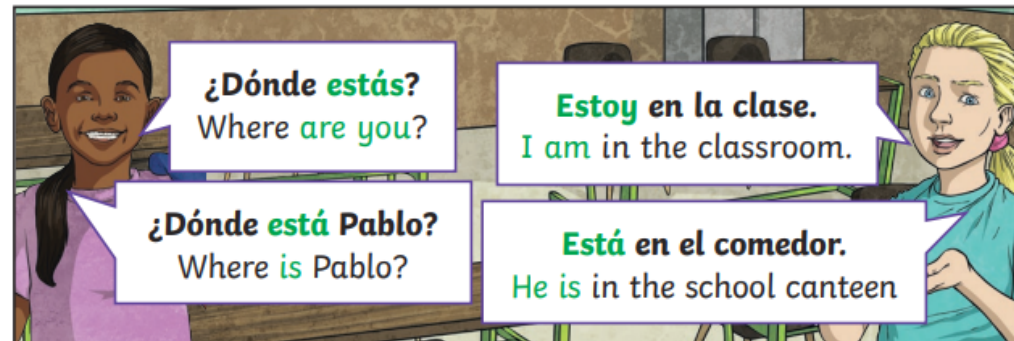 ¿Dónde estás?
Where are you?
Estoy en la clase.
I am in the classroom.
¿Dónde está Pablo?
Where is Pablo?
Está en el comedor.
He is in the school canteen